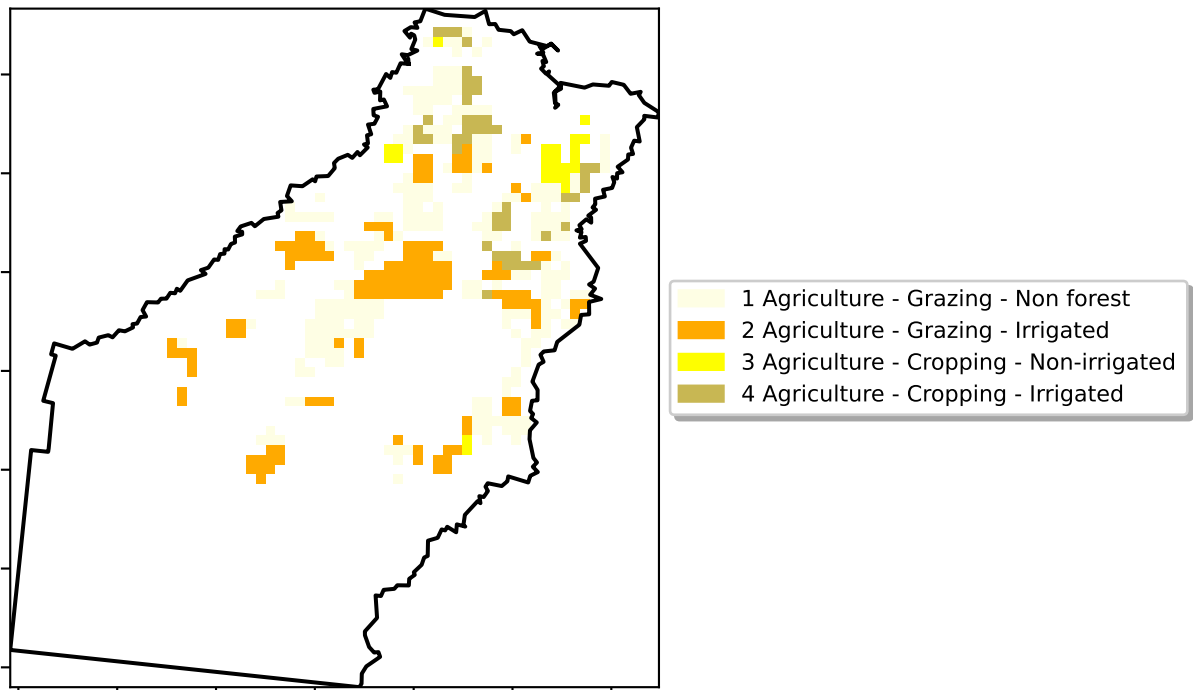 1 Agriculture - Grazing - Non forest
2 Agriculture - Grazing - Irrigated
3 Agriculture - Cropping - Non-irrigated
4 Agriculture - Cropping - Irrigated